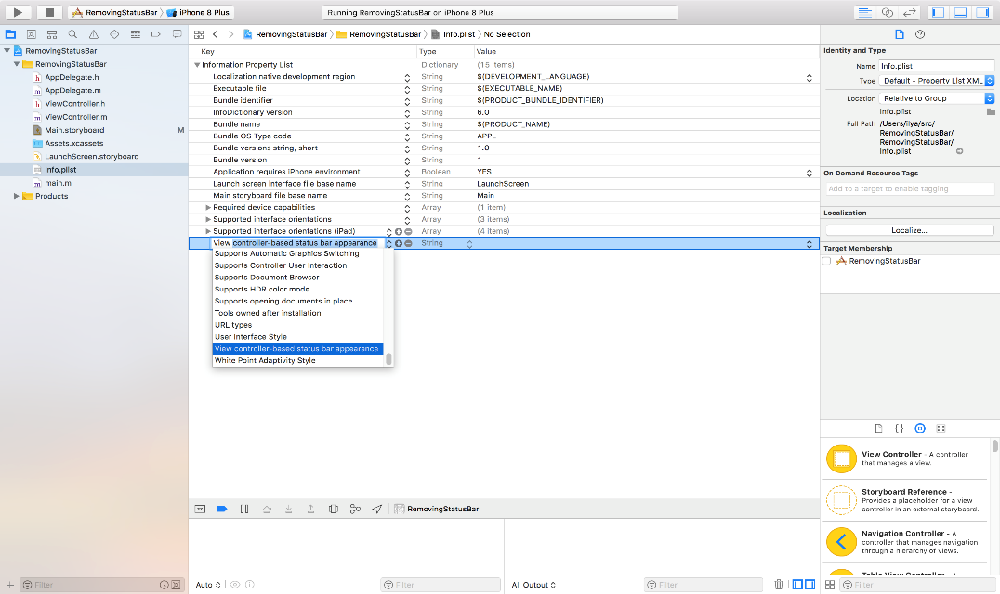 RemovingStatusBar iPhone 8 Plus
Running RemovingStatusBar on iPhone 8 Plus
RemovingStatusBar RemovingStatusBar Info.plist No Selection
RemovingStatusBar
RemovingStatusBar
AppDelegate.h
AppDelegate.m
ViewController.h
ViewController.m
Main.storyboard M
Assets.xcassets
LaunchScreen.storyboard
Info.plist
main.m
Products
Filter
Key Type Value
Information Property List Dictionary (15 items)
Localization native development region String $(DEVELOPMENT_LANGUAGE)
Executable file String $(EXECUTABLE_NAME)
Bundle identifier String $(PRODUCT_BUNDLE_IDENTIFIER)
InfoDictionary version String 6.0
Bundle name String $(PRODUCT_NAME)
Bundle OS Type code String APPL
Bundle versions string, short String 1.0
Bundle version String 1
Application requires iPhone environment Boolean YES
Launch screen interface file base name String LaunchScreen
Main storyboard file base name String Main
Required device capabilities Array (1 item)
Supported interface orientations Array (3 items)
Supported interface orientations (iPad) Array (4 items)
View controller-based status bar appearance String
Supports Automatic Graphics Switching
Supports Controller User Interaction
Supports Document Browser
Supports HDR color mode
Supports opening documents in place
Tools owned after installation
URL types
User Interface Style
View controller-based status bar appearance
White Point Adaptivity Style
RemovingStatusBar
Auto
Filter
All Output
Filter
Identity and Type
Name Info.plist
Type Default - Property List XML
Location Relative to Group
Info.plist
Full Path /Users/ilya/src/
RemovingStatusBar/
RemovingStatusBar/
Info.plist
On Demand Resource Tags
Add to a target to enable tagging
Localization
Localize...
Target Membership
RemovingStatusBar
{}
View Controller - A controller
that manages a view.
Storyboard Reference -
Provides a placeholder for a view
controller in an external storyboard.
Navigation Controller - A
controller that manages navigation
through a hierarchy of views.
Table View Controller - A
Filter